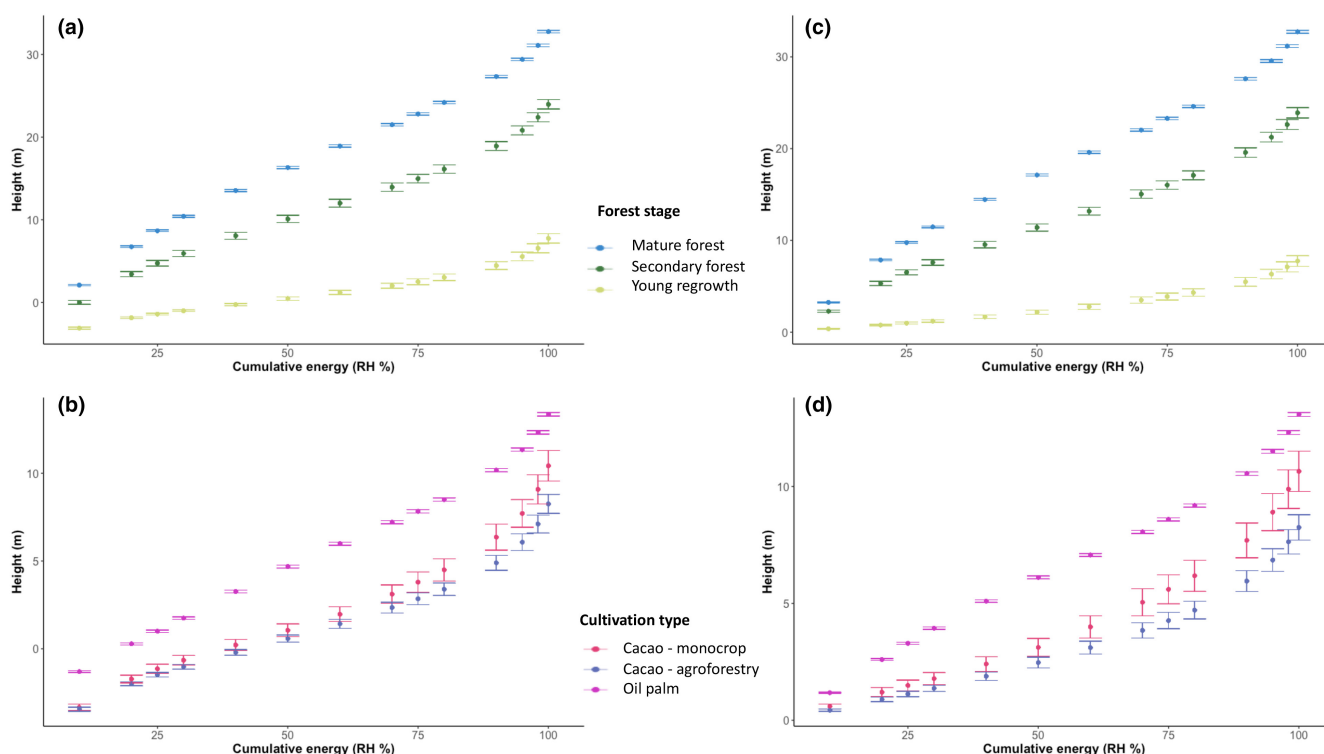 (a)
Height (m)
30
20
10
0
25
50
75
100
Cumulative energy (RH %)
Forest stage
Mature forest
Secondary forest
Young regrowth
(c)
Height (m)
30
20
10
0
25
50
75
100
Cumulative energy (RH %)
(b)
Height (m)
10
5
0
25
50
75
100
Cumulative energy (RH %)
Cultivation type
Cacao - monocrop
Cacao - agroforestry
Oil palm
(d)
Height (m)
10
5
0
25
50
75
100
Cumulative energy (RH %)